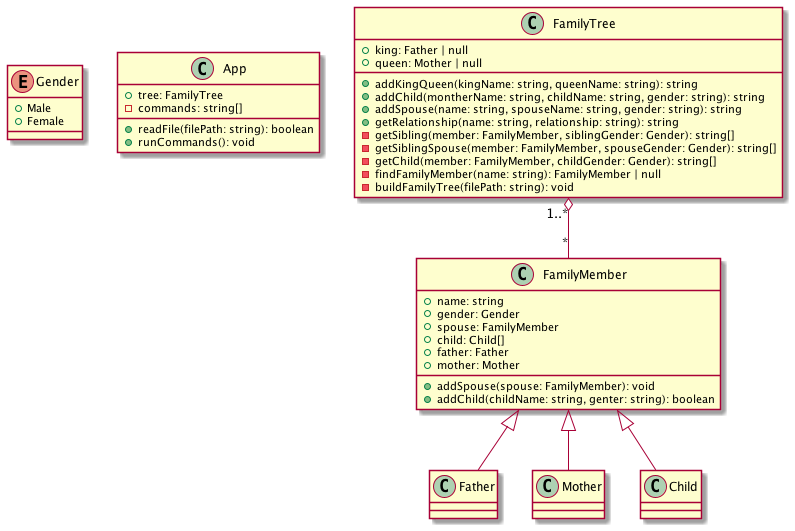 E Gender
Male
Female
C App
tree: FamilyTree
commands: string[]
readFile(filePath: string): boolean
runCommands(): void
C FamilyTree
king: Father | null
queen: Mother | null
addKingQueen(kingName: string, queenName: string): string
addChild(montherName: string, childName: string, gender: string): string
addSpouse(name: string, spouseName: string, gender: string): string
getRelationship(name: string, relationship: string): string
getSibling(member: FamilyMember, siblingGender: Gender): string[]
getSiblingSpouse(member: FamilyMember, spouseGender: Gender): string[]
getChild(member: FamilyMember, childGender: Gender): string[]
findFamilyMember(name: string): FamilyMember | null
buildFamilyTree(filePath: string): void
1..*
*
C FamilyMember
name: string
gender: Gender
spouse: FamilyMember
child: Child[]
father: Father
mother: Mother
addSpouse(spouse: FamilyMember): void
addChild(childName: string, genter: string): boolean
C Father
C Mother
C Child